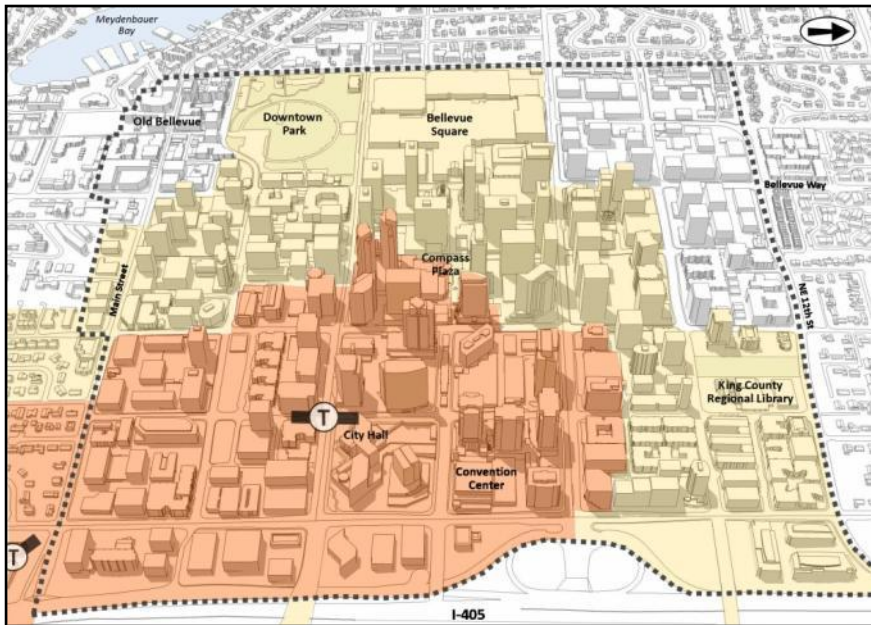 Meydenbauer
Bay
Old Bellevue
Downtown
Park
Bellevue
Square
Bellevue Way
Compass
Plaza
Main Street
NE 12th St
King County
Regional Library
T
City Hall
Convention
Center
T
I-405